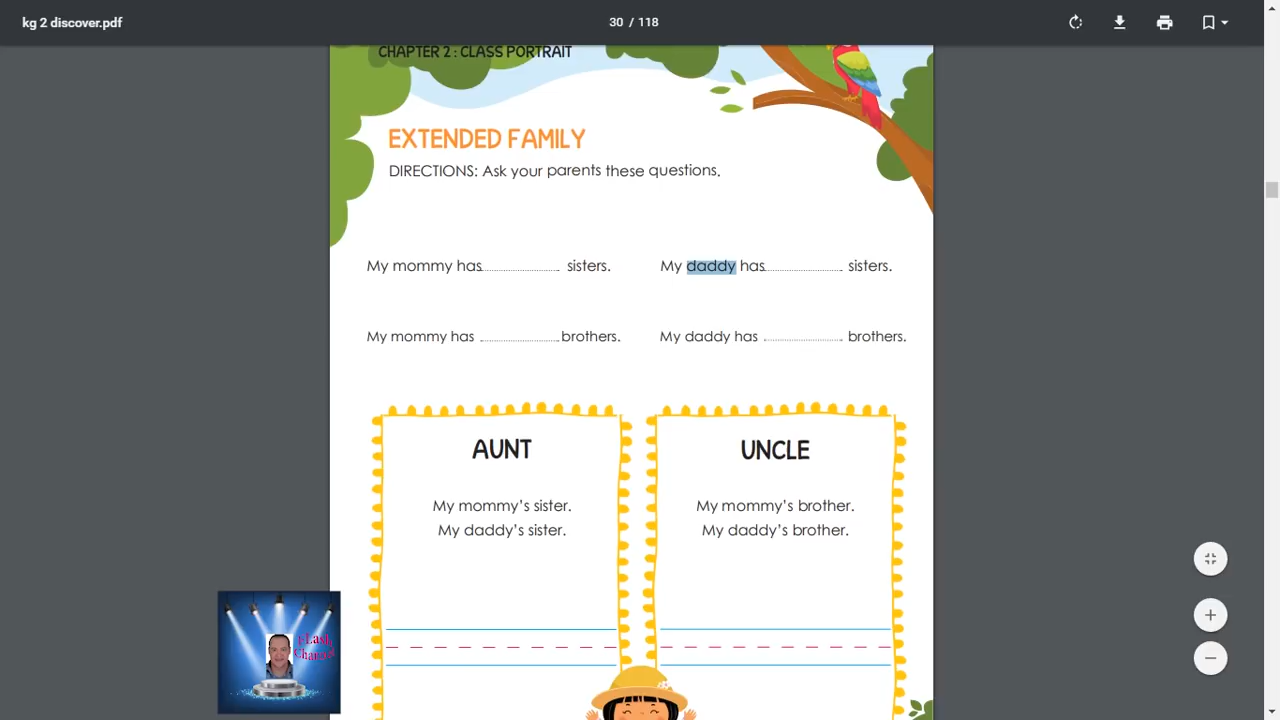 kg 2 discover.pdf
30 / 118
CHAPTER 2 : CLASS PORTRAIT
EXTENDED FAMILY
DIRECTIONS: Ask your parents these questions.
My mommy has.................... sisters.
My daddy has.................... sisters.
My mommy has ....................brothers.
My daddy has .................... brothers.
AUNT
My mommy’s sister.
My daddy’s sister.
UNCLE
My mommy’s brother.
My daddy’s brother.
FLash
Channel